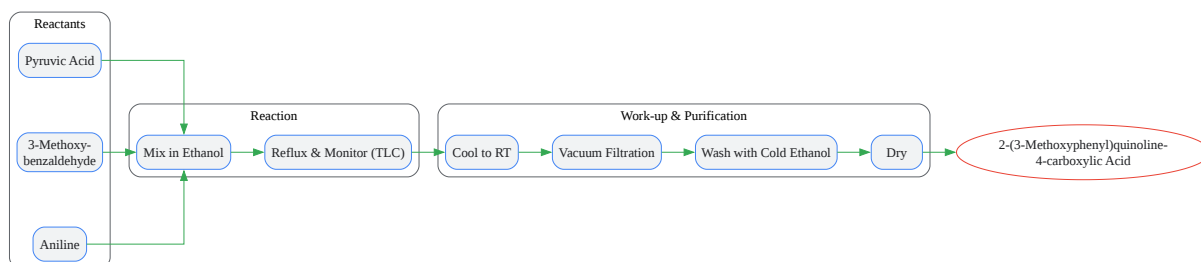 Reactants
Pyruvic Acid
3-Methoxy-
benzaldehyde
Aniline
Reaction
Mix in Ethanol
Reflux & Monitor (TLC)
Work-up & Purification
Cool to RT
Vacuum Filtration
Wash with Cold Ethanol
Dry
2-(3-Methoxyphenyl)quinoline-
4-carboxylic Acid